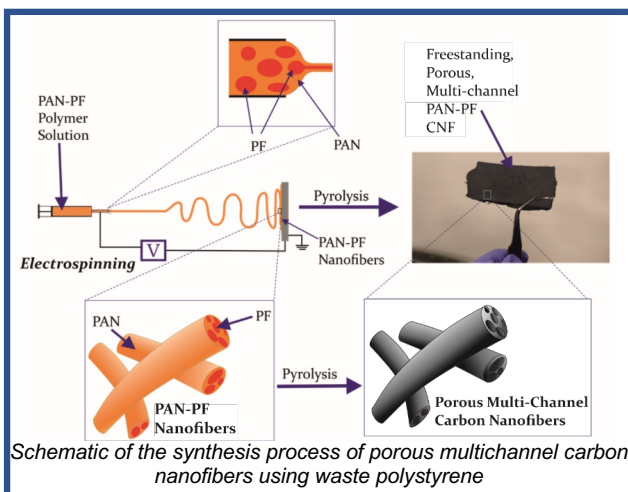 PAN-PF
Polymer
Solution
PF
PAN
Freestanding,
Porous,
Multi-channel
PAN-PF
CNF
Pyrolysis
V
Electrospinning
PAN-PF
Nanofibers
PAN
PF
PAN-PF
Nanofibers
Pyrolysis
Porous Multi-Channel
Carbon Nanofibers
Schematic of the synthesis process of porous multichannel carbon
nanofibers using waste polystyrene